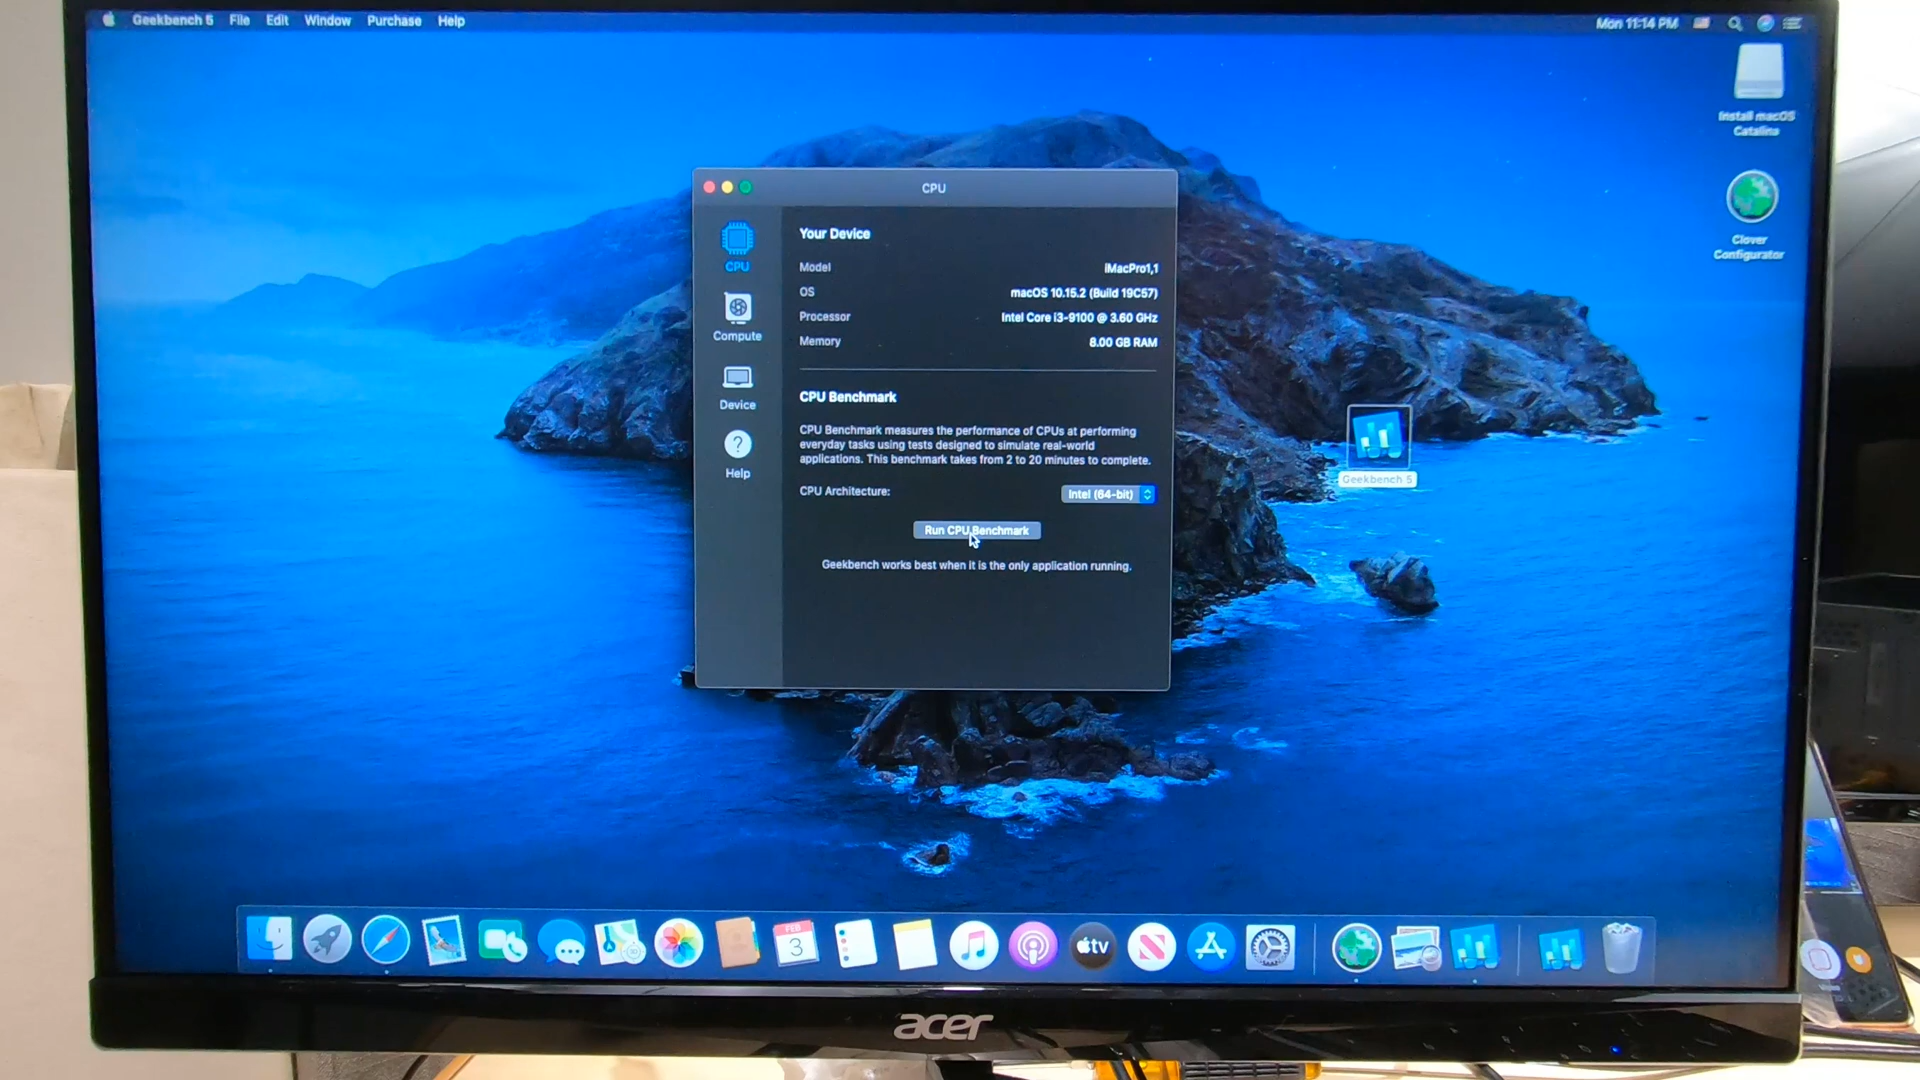 Geekbench 5 File Edit Window Purchase Help
Mon 11:14 PM
Install macOS
Catalina
Clover
Configurator
Geekbench 5
CPU
CPU
Compute
Device
?
Help
Your Device
Model iMacPro1,1
OS macOS 10.15.2 (Build 19C57)
Processor Intel Core i3-9100 @ 3.60 GHz
Memory 8.00 GB RAM
CPU Benchmark
CPU Benchmark measures the performance of CPUs at performing
everyday tasks using tests designed to simulate real-world
applications. This benchmark takes from 2 to 20 minutes to complete.
CPU Architecture: Intel (64-bit)
Run CPU Benchmark
Geekbench works best when it is the only application running.
FEB
3
tv
acer